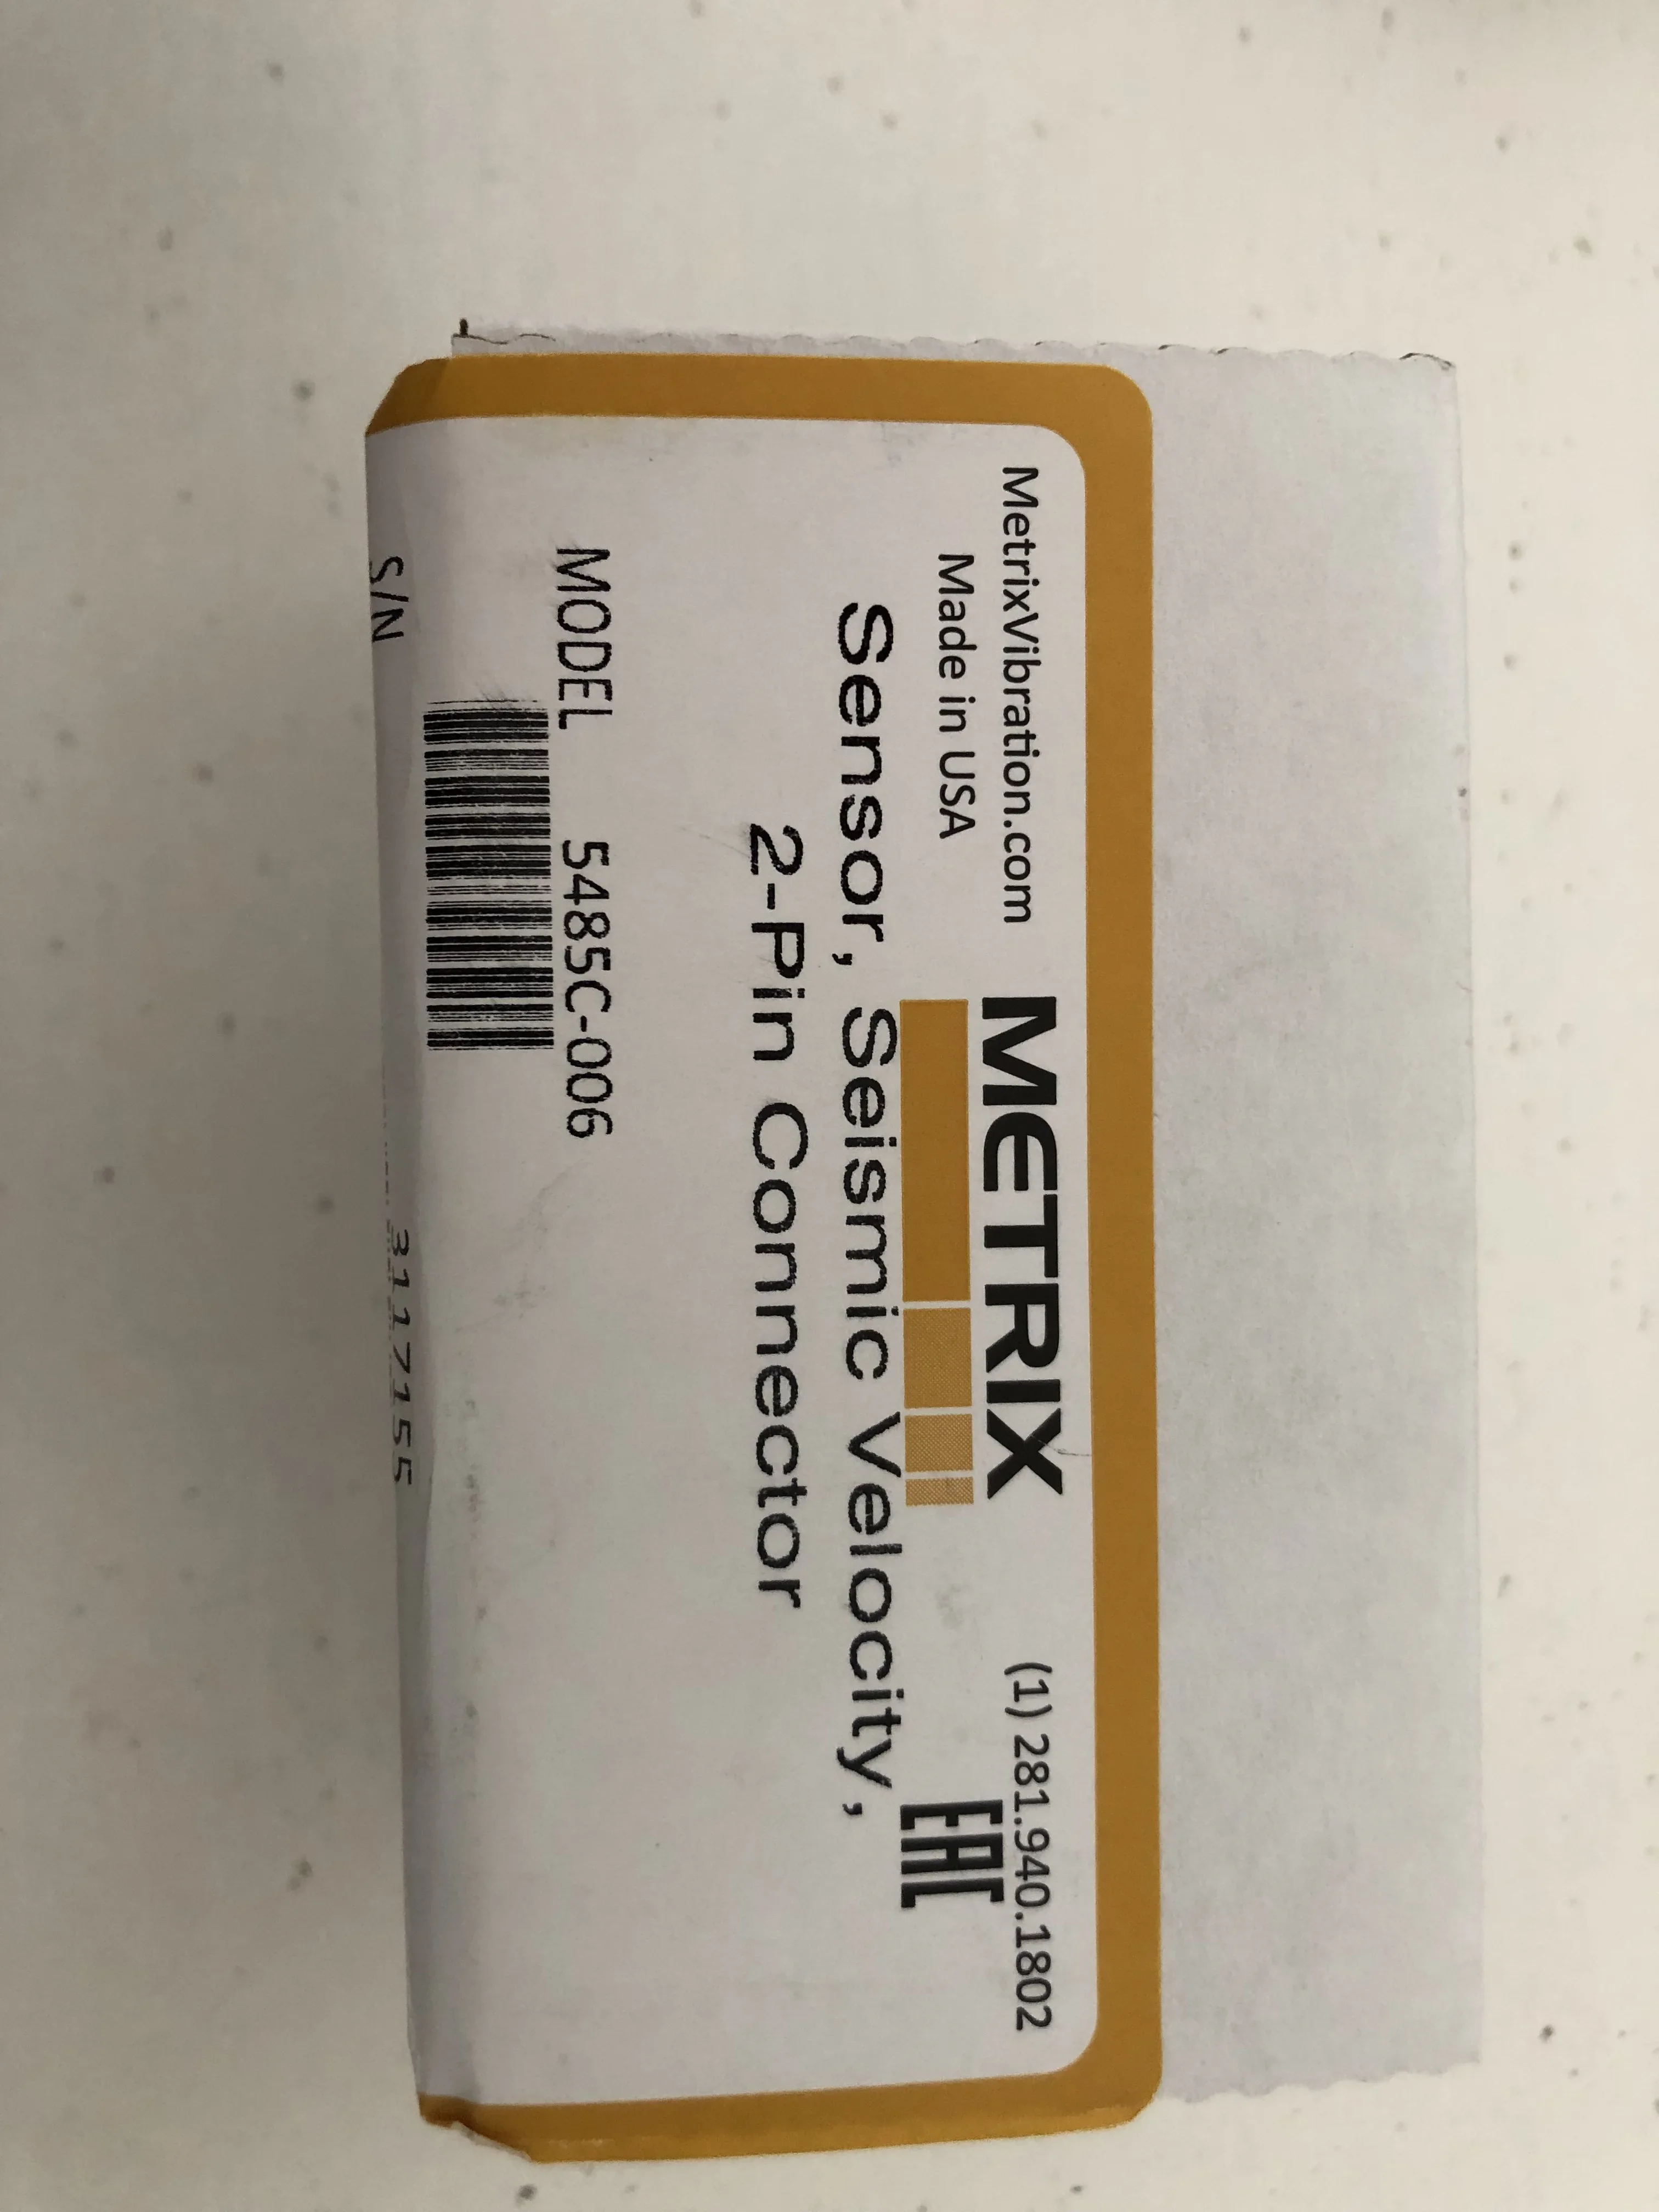 MetrixVibration.com
Made in USA
METRIX
(1) 281.940.1802
EAC
Sensor, Seismic Velocity,
2-Pin Connector
MODEL 5485C-006
S/N
3117155